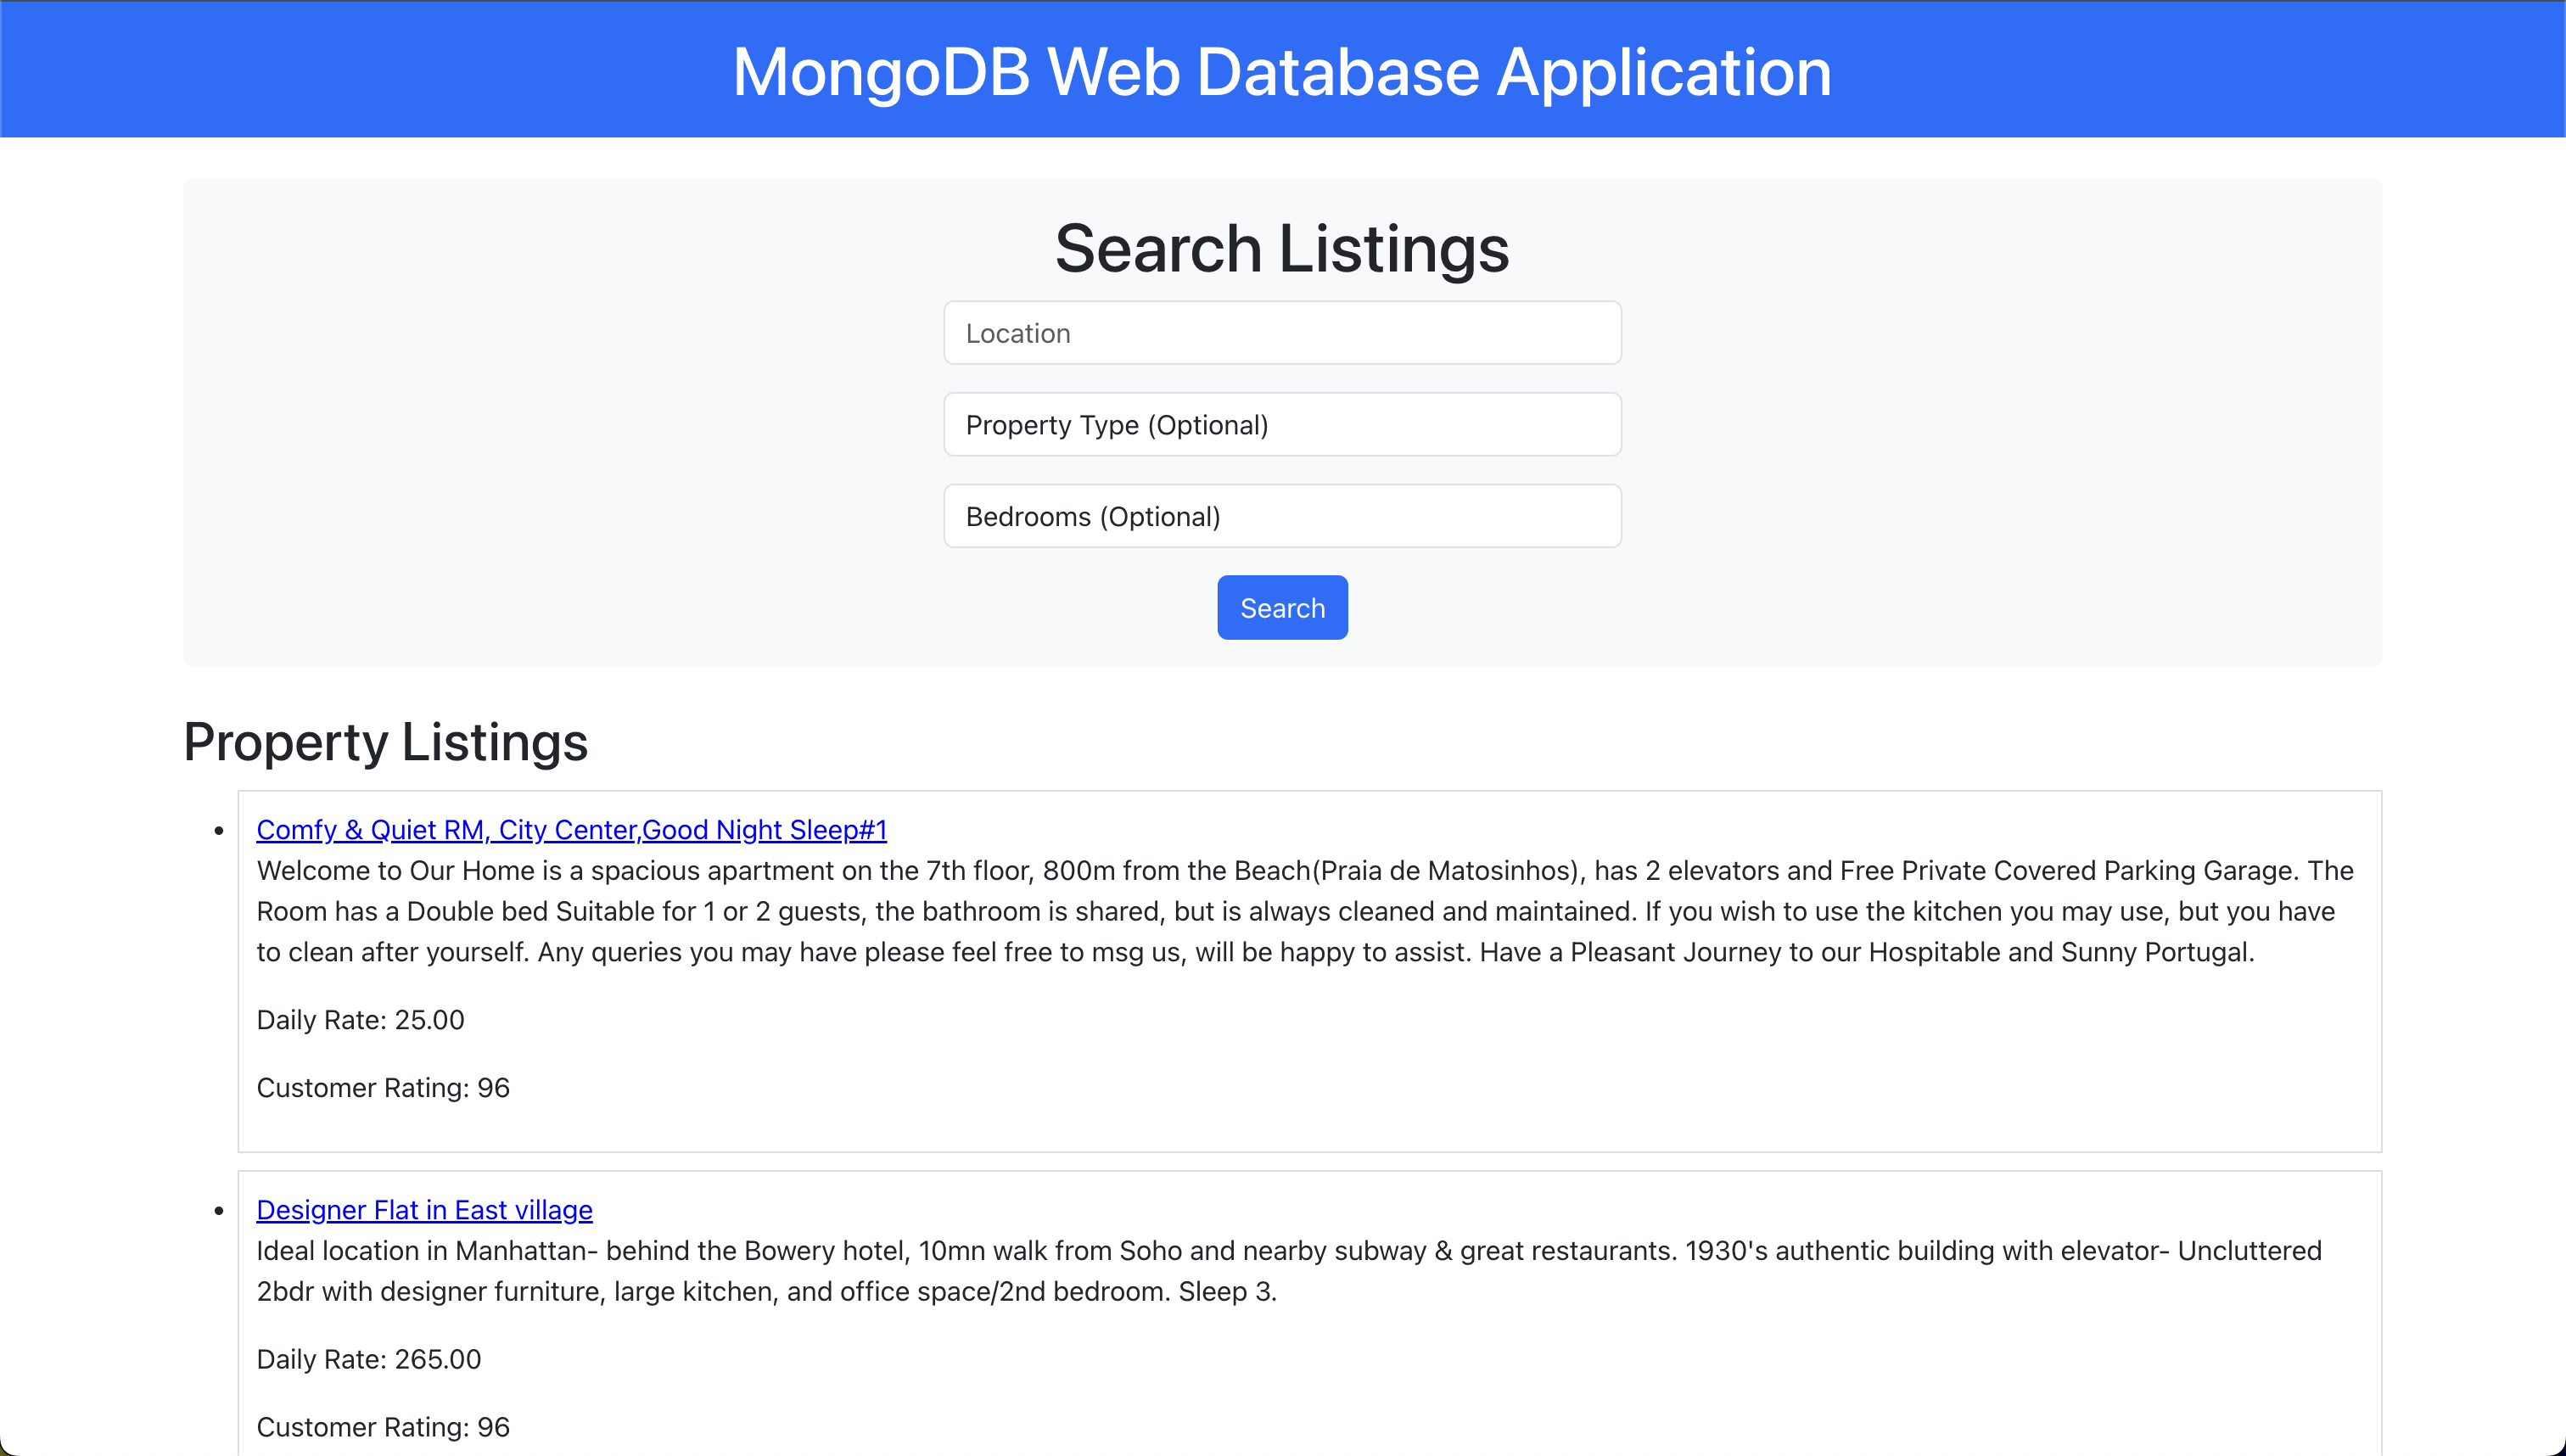 MongoDB Web Database Application
Search Listings
Location
Property Type (Optional)
Bedrooms (Optional)
Search
Property Listings
Comfy & Quiet RM, City Center,Good Night Sleep#1
Welcome to Our Home is a spacious apartment on the 7th floor, 800m from the Beach(Praia de Matosinhos), has 2 elevators and Free Private Covered Parking Garage. The
Room has a Double bed Suitable for 1 or 2 guests, the bathroom is shared, but is always cleaned and maintained. If you wish to use the kitchen you may use, but you have
to clean after yourself. Any queries you may have please feel free to msg us, will be happy to assist. Have a Pleasant Journey to our Hospitable and Sunny Portugal.
Daily Rate: 25.00
Customer Rating: 96
Designer Flat in East village
Ideal location in Manhattan- behind the Bowery hotel, 10mn walk from Soho and nearby subway & great restaurants. 1930's authentic building with elevator- Uncluttered
2bdr with designer furniture, large kitchen, and office space/2nd bedroom. Sleep 3.
Daily Rate: 265.00
Customer Rating: 96